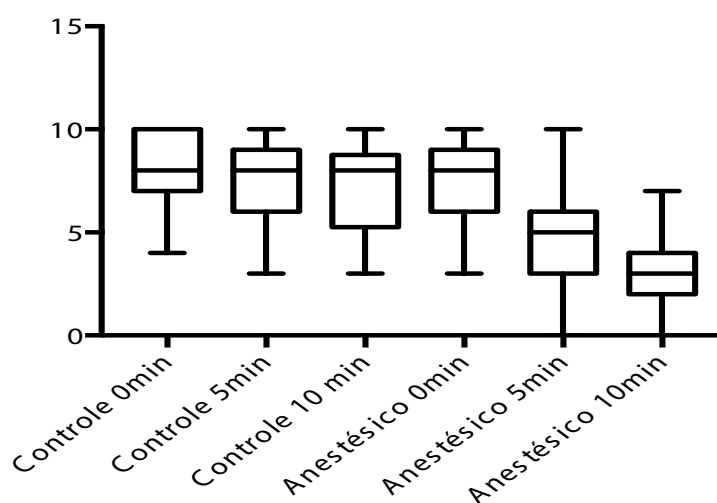 15
10
5
0
Controle 0min
Controle 5min
Controle 10 min
Anestésico 0min
Anestésico 5min
Anestésico 10min